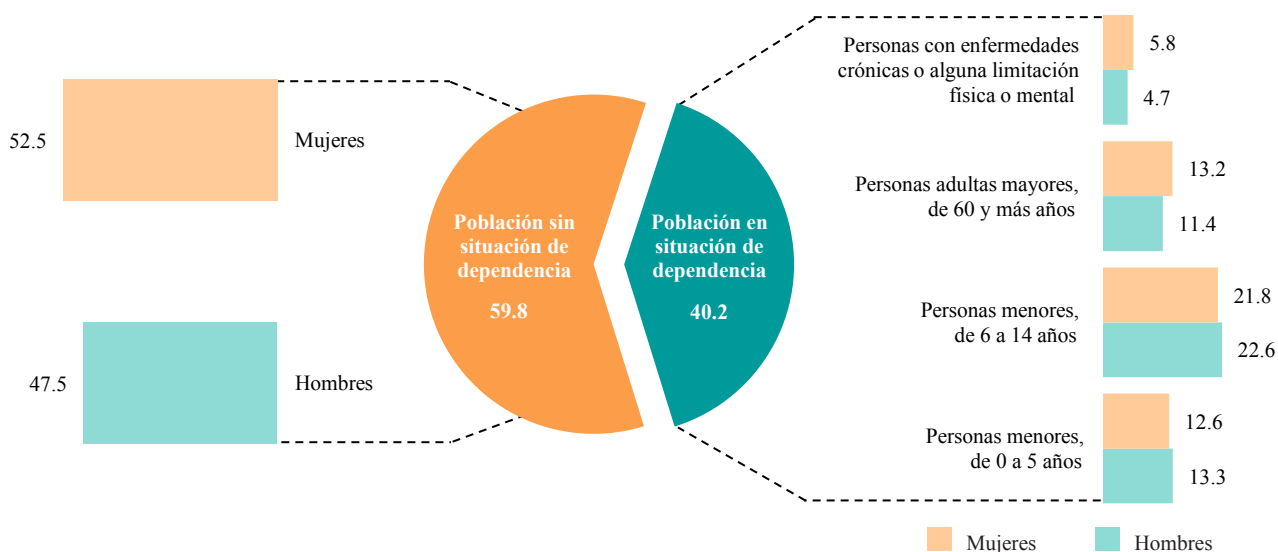 52.5
Mujeres
47.5
Hombres
Población sin
situación de
dependencia
59.8
Población en
situación de
dependencia
40.2
Personas con enfermedades
crónicas o alguna limitación
física o mental
5.8
4.7
Personas adultas mayores,
de 60 y más años
13.2
11.4
Personas menores,
de 6 a 14 años
21.8
22.6
Personas menores,
de 0 a 5 años
12.6
13.3
Mujeres
Hombres